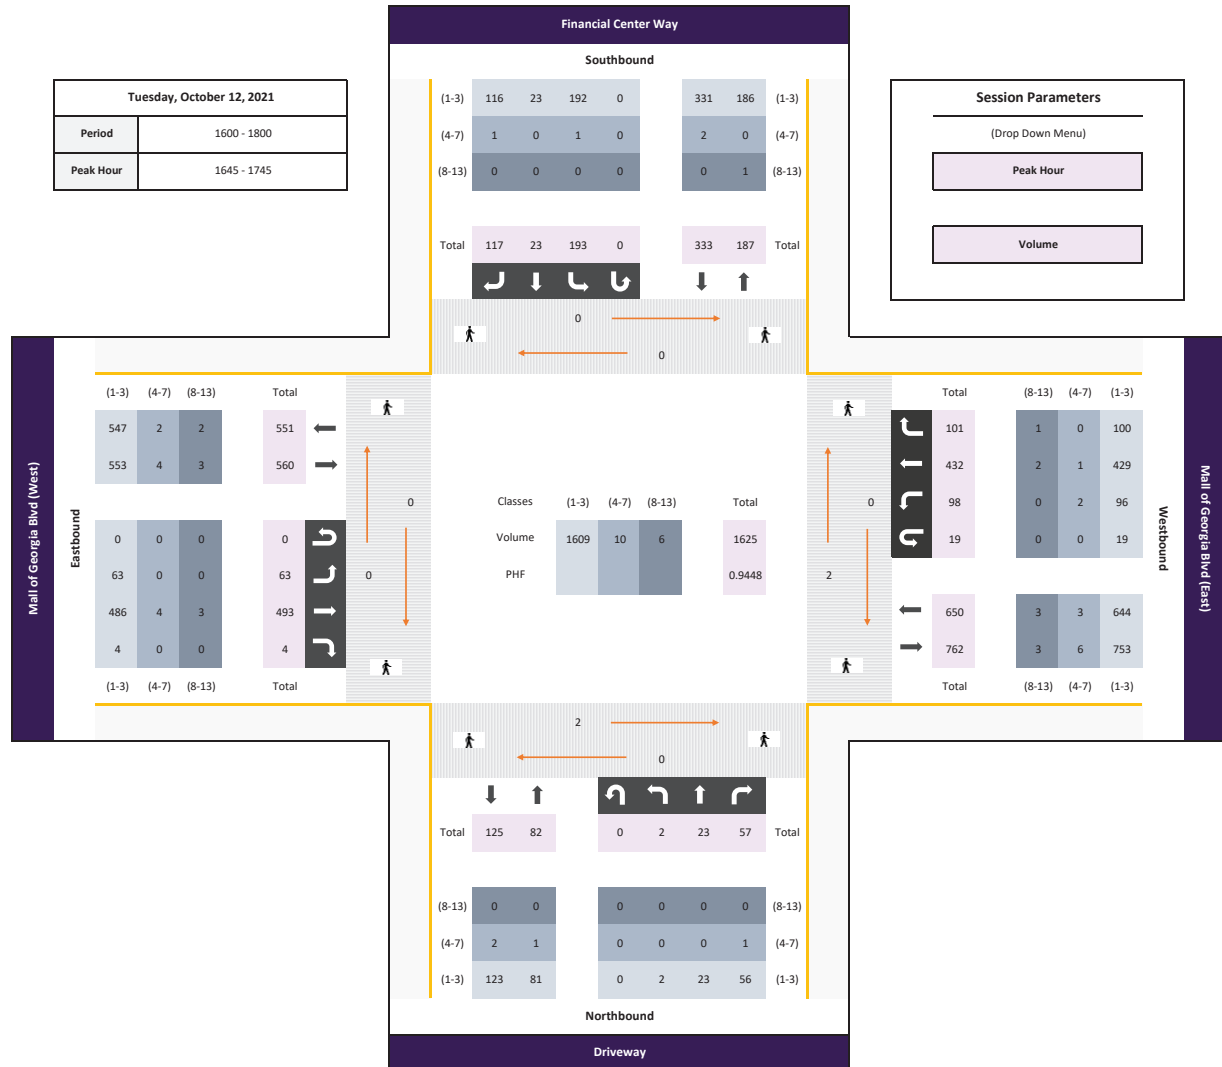 Financial Center Way
Southbound
Tuesday, October 12, 2021
Period 1600 - 1800
Peak Hour 1645 - 1745
Session Parameters
(Drop Down Menu)
Peak Hour
Volume
(1-3) 116 23 192 0 331 186 (1-3)
(4-7) 1 0 1 0 2 0 (4-7)
(8-13) 0 0 0 0 0 1 (8-13)
Total 117 23 193 0 333 187 Total
0
0
Mall of Georgia Blvd (West)
Eastbound
(1-3) (4-7) (8-13) Total
547 2 2 551
553 4 3 560
0 0 0 0
63 0 0 63
486 4 3 493
4 0 0 4
(1-3) (4-7) (8-13) Total
0
0
Classes (1-3) (4-7) (8-13) Total
Volume 1609 10 6 1625
PHF 0.9448
0
2
Total (8-13) (4-7) (1-3)
101 1 0 100
432 2 1 429
98 0 2 96
19 0 0 19
650 3 3 644
762 3 6 753
Total (8-13) (4-7) (1-3)
Westbound
Mall of Georgia Blvd (East)
2
0
Total 125 82 0 2 23 57 Total
(8-13) 0 0 0 0 0 0 (8-13)
(4-7) 2 1 0 0 0 1 (4-7)
(1-3) 123 81 0 2 23 56 (1-3)
Northbound
Driveway